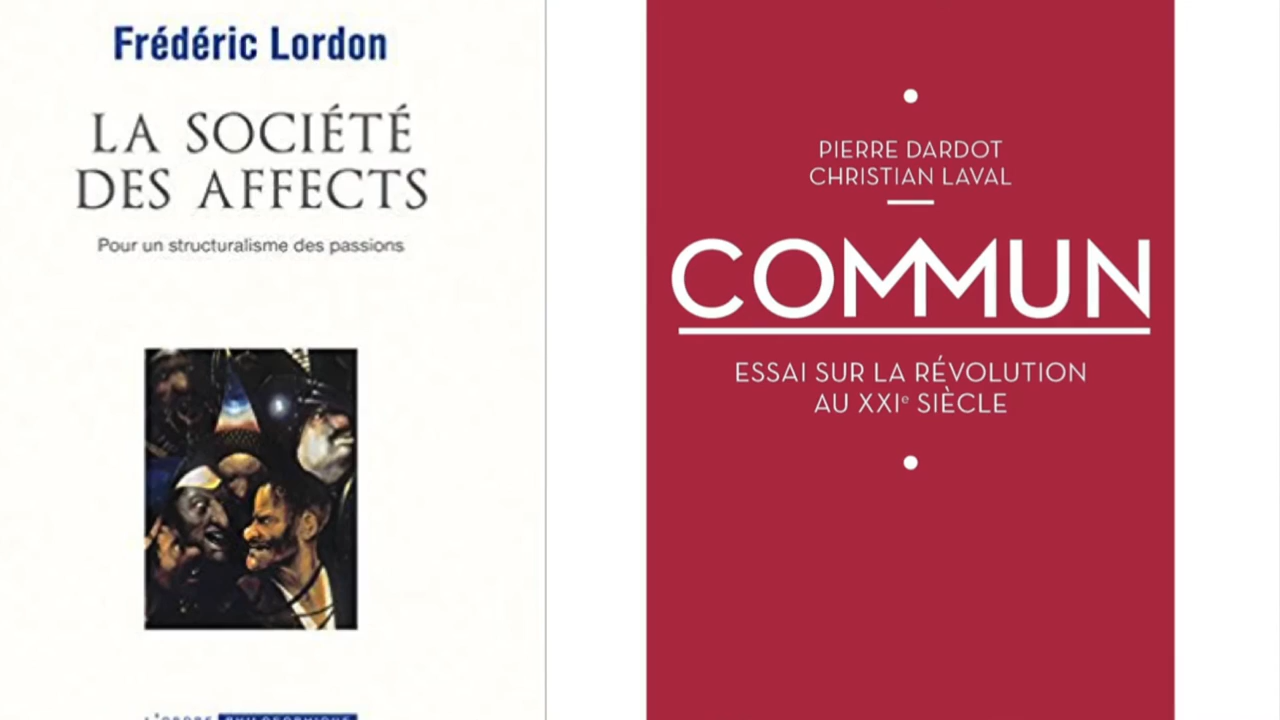 Frédéric Lordon
LA SOCIÉTÉ
DES AFFECTS
Pour un structuralisme des passions
PIERRE DARDOT
CHRISTIAN LAVAL
COMMUN
ESSAI SUR LA RÉVOLUTION
AU XXIe SIÈCLE